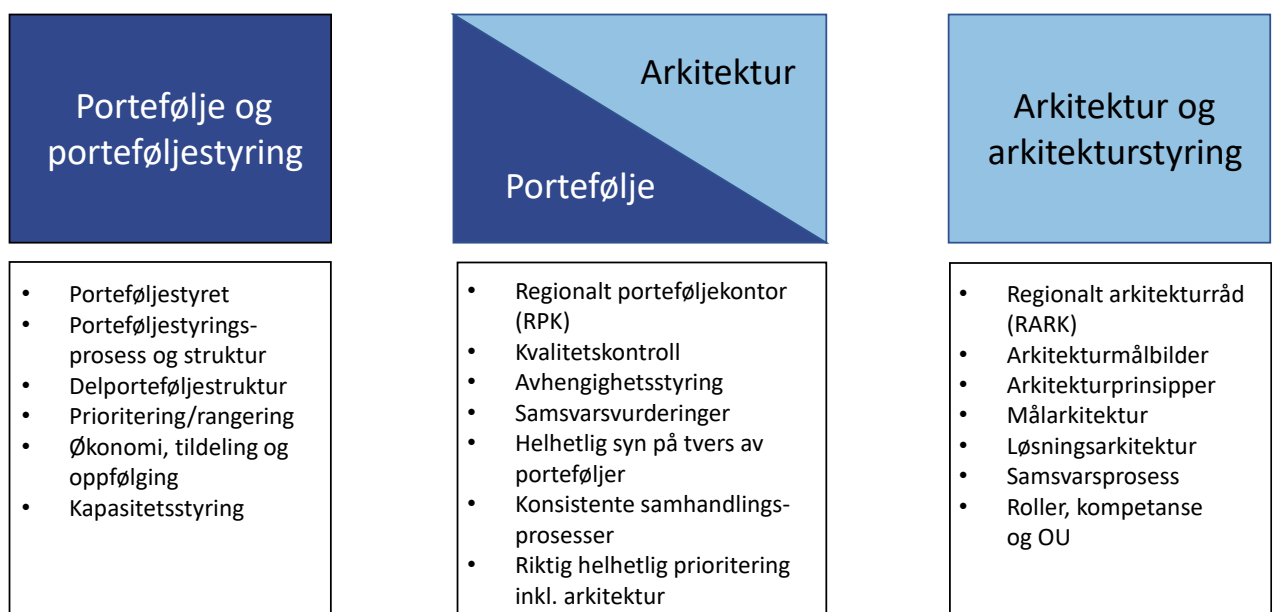 Portefølje og
porteføljestyring
• Porteføljestyret
• Porteføljestyrings-
prosess og struktur
• Delporteføljestruktur
• Prioritering/rangering
• Økonomi, tildeling og
oppfølging
• Kapasitetsstyring
Arkitektur
Portefølje
• Regionalt porteføljekontor
(RPK)
• Kvalitetskontroll
• Avhengighetsstyring
• Samsvarsvurderinger
• Helhetlig syn på tvers av
porteføljer
• Konsistente samhandlings-
prosesser
• Riktig helhetlig prioritering
inkl. arkitektur
Arkitektur og
arkitekturstyring
• Regionalt arkitekturråd
(RARK)
• Arkitekturmålbilder
• Arkitekturprinsipper
• Målarkitektur
• Løsningsarkitektur
• Samsvarsprosess
• Roller, kompetanse
og OU